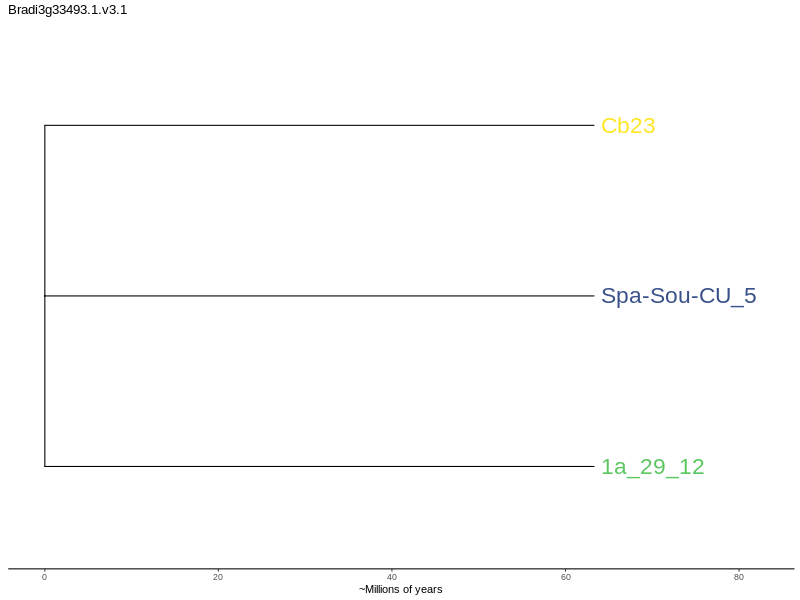 Bradi3g33493.1.v3.1
Cb23
Spa-Sou-CU_5
1a_29_12
0 20 40 60 80
~Millions of years